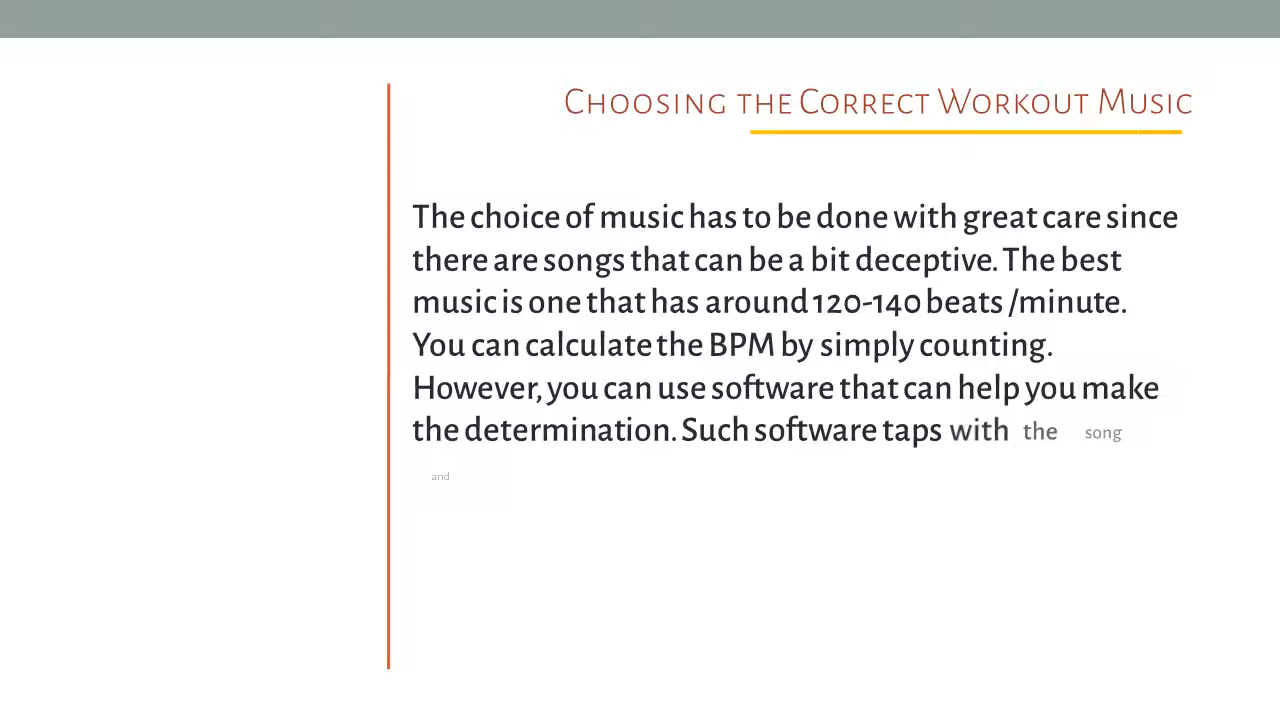 Choosing the Correct Workout Music
The choice of music has to be done with great care since
there are songs that can be a bit deceptive. The best
music is one that has around 120-140 beats /minute.
You can calculate the BPM by simply counting.
However, you can use software that can help you make
the determination. Such software taps with the song
and